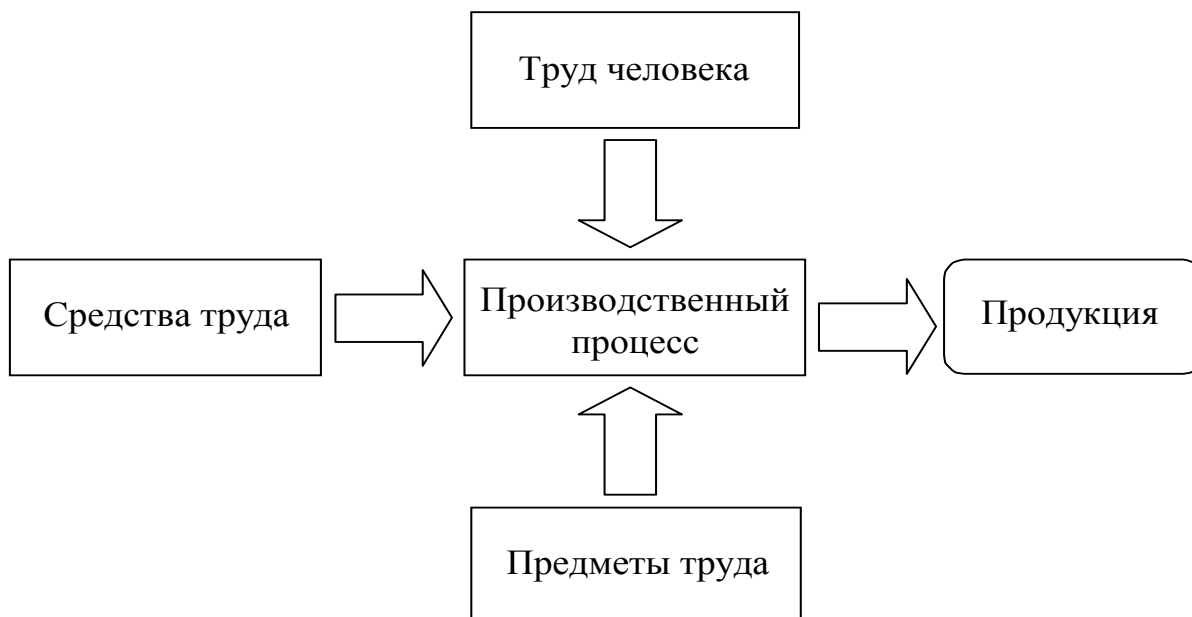 Труд человека
Средства труда
Производственный
процесс
Продукция
Предметы труда